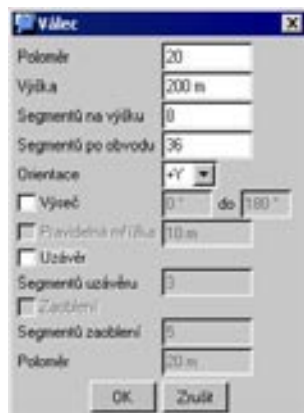 Válec
Poloměr 20
Výška 200 m
Segmentů na výšku 8
Segmentů po obvodu 36
Orientace +Y
Výseč 0 ° do 180 °
Pravidelná mřížka 10 m
Uzávěr
Segmentů uzávěru 3
Zaoblení
Segmentů zaoblení 5
Poloměr 20 m
OK Zrušit